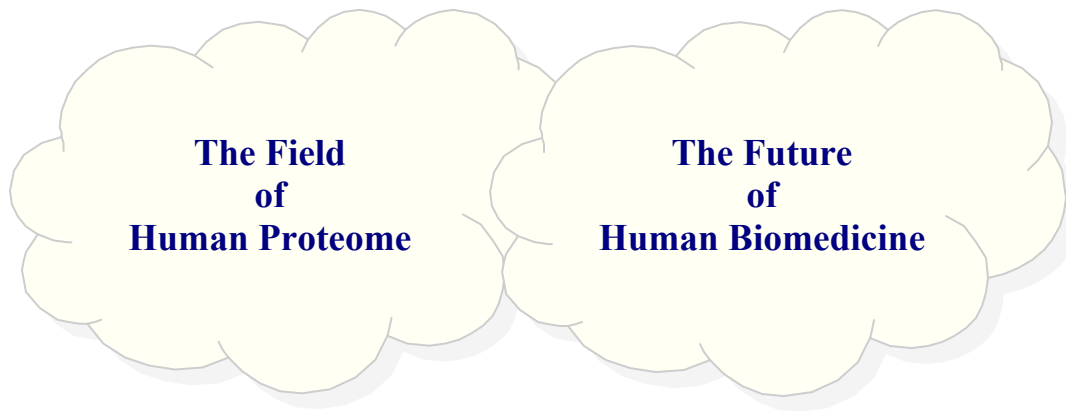 The Field
of
Human Proteome
The Future
of
Human Biomedicine